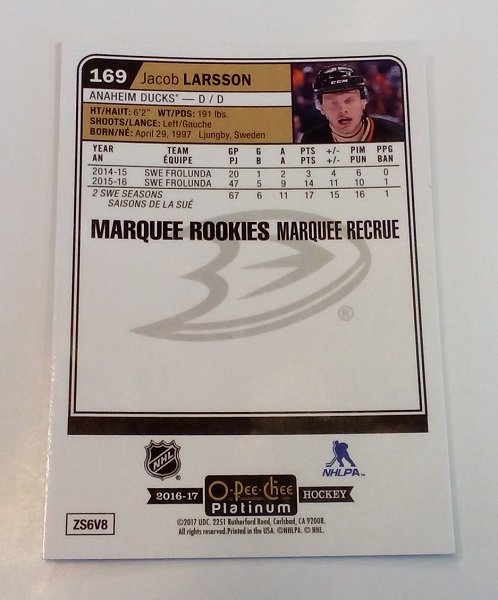 169 Jacob LARSSON
ANAHEIM DUCKS™ — D / D
HT/HAUT: 6'2" WT/PDS: 191 lbs.
SHOOTS/LANCE: Left/Gauche
BORN/NÉ: April 29, 1997 Ljungby, Sweden
YEAR TEAM GP G A PTS +/- PIM PPG
AN ÉQUIPE PJ B A PTS +/- PUN BAN
2014-15 SWE FROLUNDA 20 1 2 3 4 6 0
2015-16 SWE FROLUNDA 47 5 9 14 11 10 1
2 SWE SEASONS 67 6 11 17 15 16 1
SAISONS DE LA SUÉ
MARQUEE ROOKIES MARQUEE RECRUE
®
NHL
NHLPA™
2016-17 O-Pee-Chee HOCKEY
Platinum
ZS6V8
©2017 UDC. 2251 Rutherford Road, Carlsbad, CA 92008.
All rights reserved.Printed in the USA. ©NHLPA. © NHL.